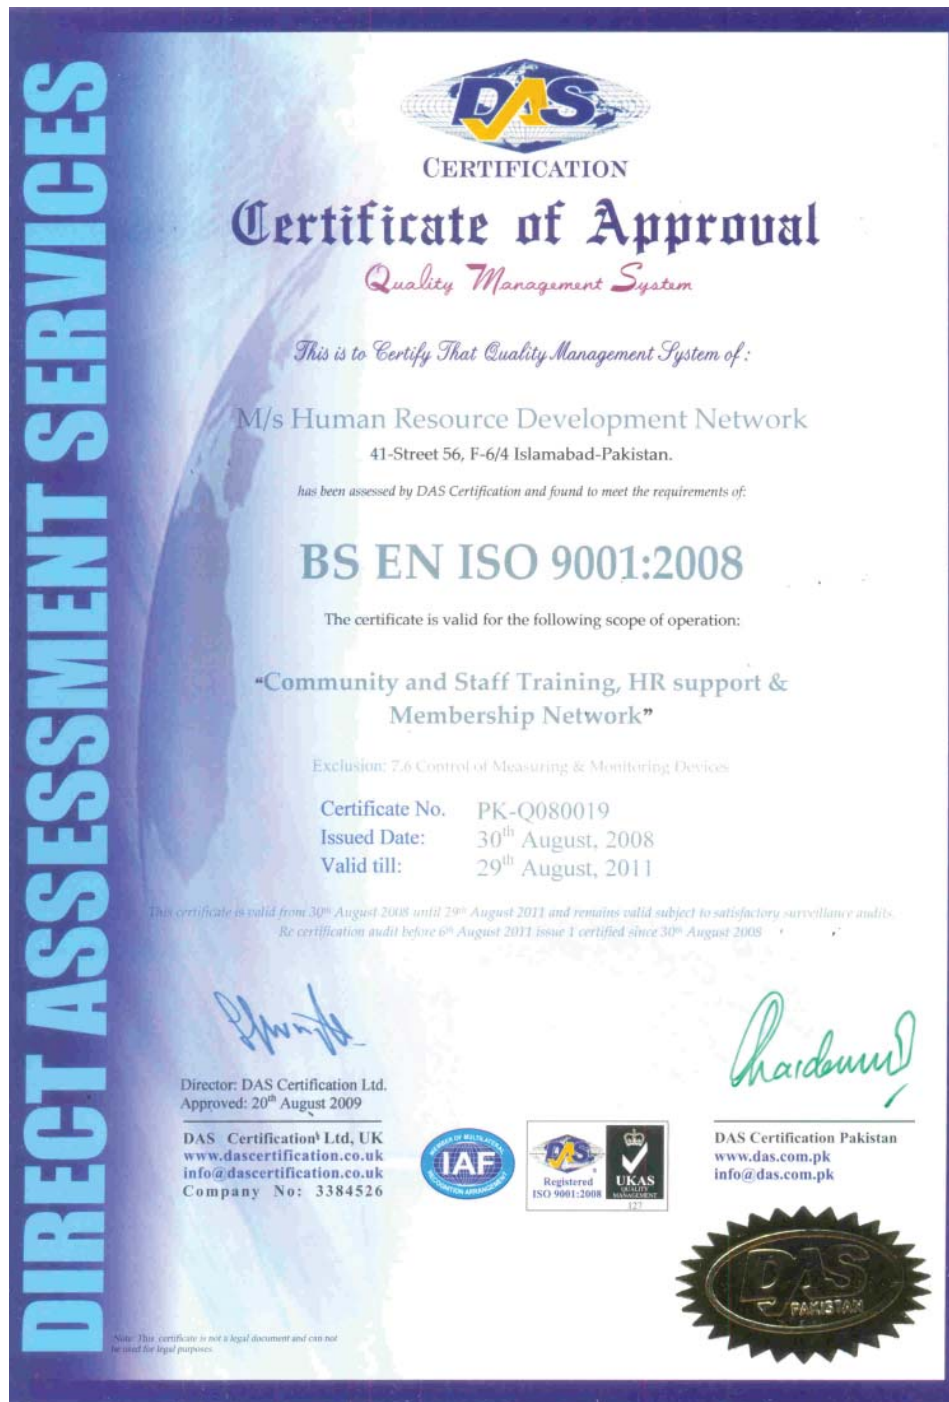 DIRECT ASSESSMENT SERVICES
DAS
CERTIFICATION
Certificate of Approval
Quality Management System
This is to Certify That Quality Management System of :
M/s Human Resource Development Network
41-Street 56, F-6/4 Islamabad-Pakistan.
has been assessed by DAS Certification and found to meet the requirements of:
BS EN ISO 9001:2008
The certificate is valid for the following scope of operation:
“Community and Staff Training, HR support &
Membership Network”
Exclusion: 7.6 Control of Measuring & Monitoring Devices
Certificate No. PK-Q080019
Issued Date: 30th August, 2008
Valid till: 29th August, 2011
This certificate is valid from 30th August 2008 until 29th August 2011 and remains valid subject to satisfactory surveillance audits.
Re certification audit before 6th August 2011 issue 1 certified since 30th August 2008
Director: DAS Certification Ltd.
Approved: 20th August 2009
DAS Certification Ltd, UK
www.dascertification.co.uk
info@dascertification.co.uk
Company No: 3384526
MEMBER OF MULTILATERAL
IAF
RECOGNITION ARRANGEMENT
DAS
Registered
ISO 9001:2008
UKAS
QUALITY
MANAGEMENT
127
DAS Certification Pakistan
www.das.com.pk
info@das.com.pk
DAS
PAKISTAN
Note: This certificate is not a legal document and can not
be used for legal purposes